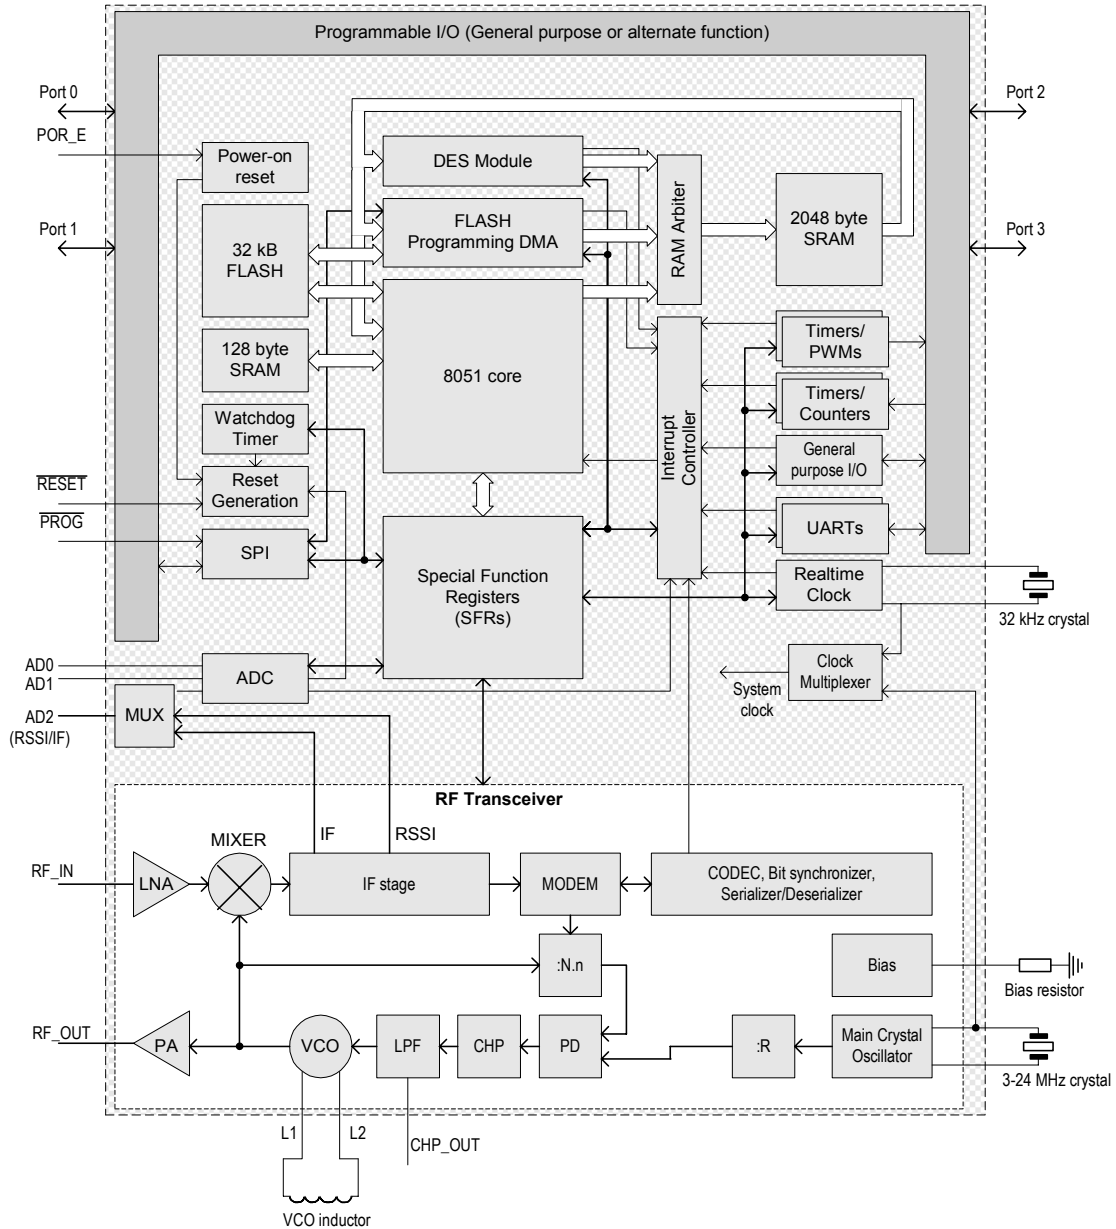 Programmable I/O (General purpose or alternate function)
Port 0
Port 2
POR_E
Power-on
reset
DES Module
RAM Arbiter
2048 byte
SRAM
Port 1
Port 3
32 kB
FLASH
FLASH
Programming DMA
128 byte
SRAM
8051 core
Interrupt
Controller
Timers/
PWMs
Timers/
Counters
General
purpose I/O
UARTs
Realtime
Clock
32 kHz crystal
Watchdog
Timer
RESET
Reset
Generation
PROG
SPI
Special Function
Registers
(SFRs)
AD0
AD1
ADC
MUX
AD2
(RSSI/IF)
Clock
Multiplexer
System
clock
RF Transceiver
MIXER
IF
RSSI
RF_IN
LNA
IF stage
MODEM
CODEC, Bit synchronizer,
Serializer/Deserializer
:N.n
Bias
Bias resistor
RF_OUT
PA
VCO
LPF
CHP
PD
:R
Main Crystal
Oscillator
3-24 MHz crystal
L1
L2
CHP_OUT
VCO inductor